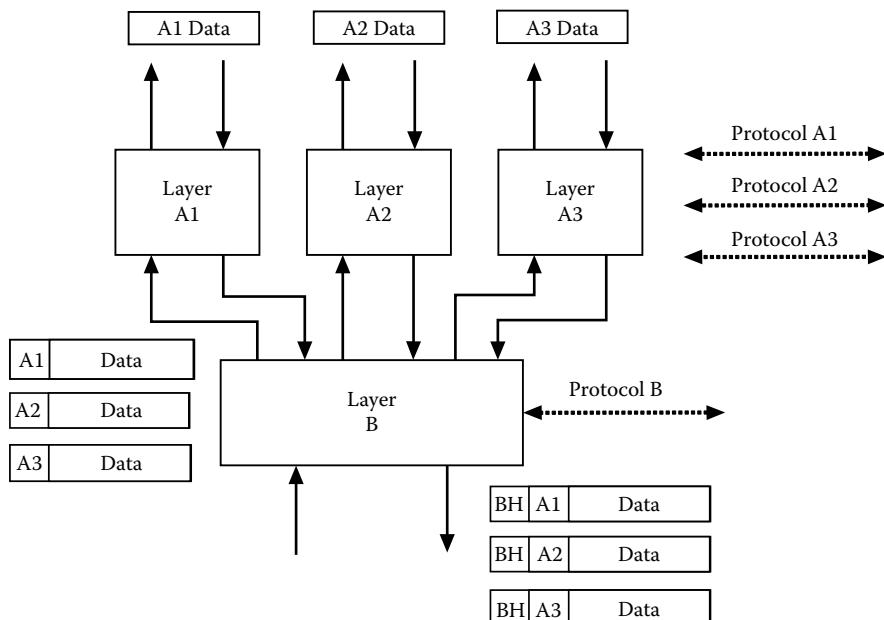 A1 Data
A2 Data
A3 Data
Protocol A1
Layer
A1
Layer
A2
Layer
A3
Protocol A2
Protocol A3
A1 Data
A2 Data
A3 Data
Layer
B
Protocol B
BH A1 Data
BH A2 Data
BH A3 Data